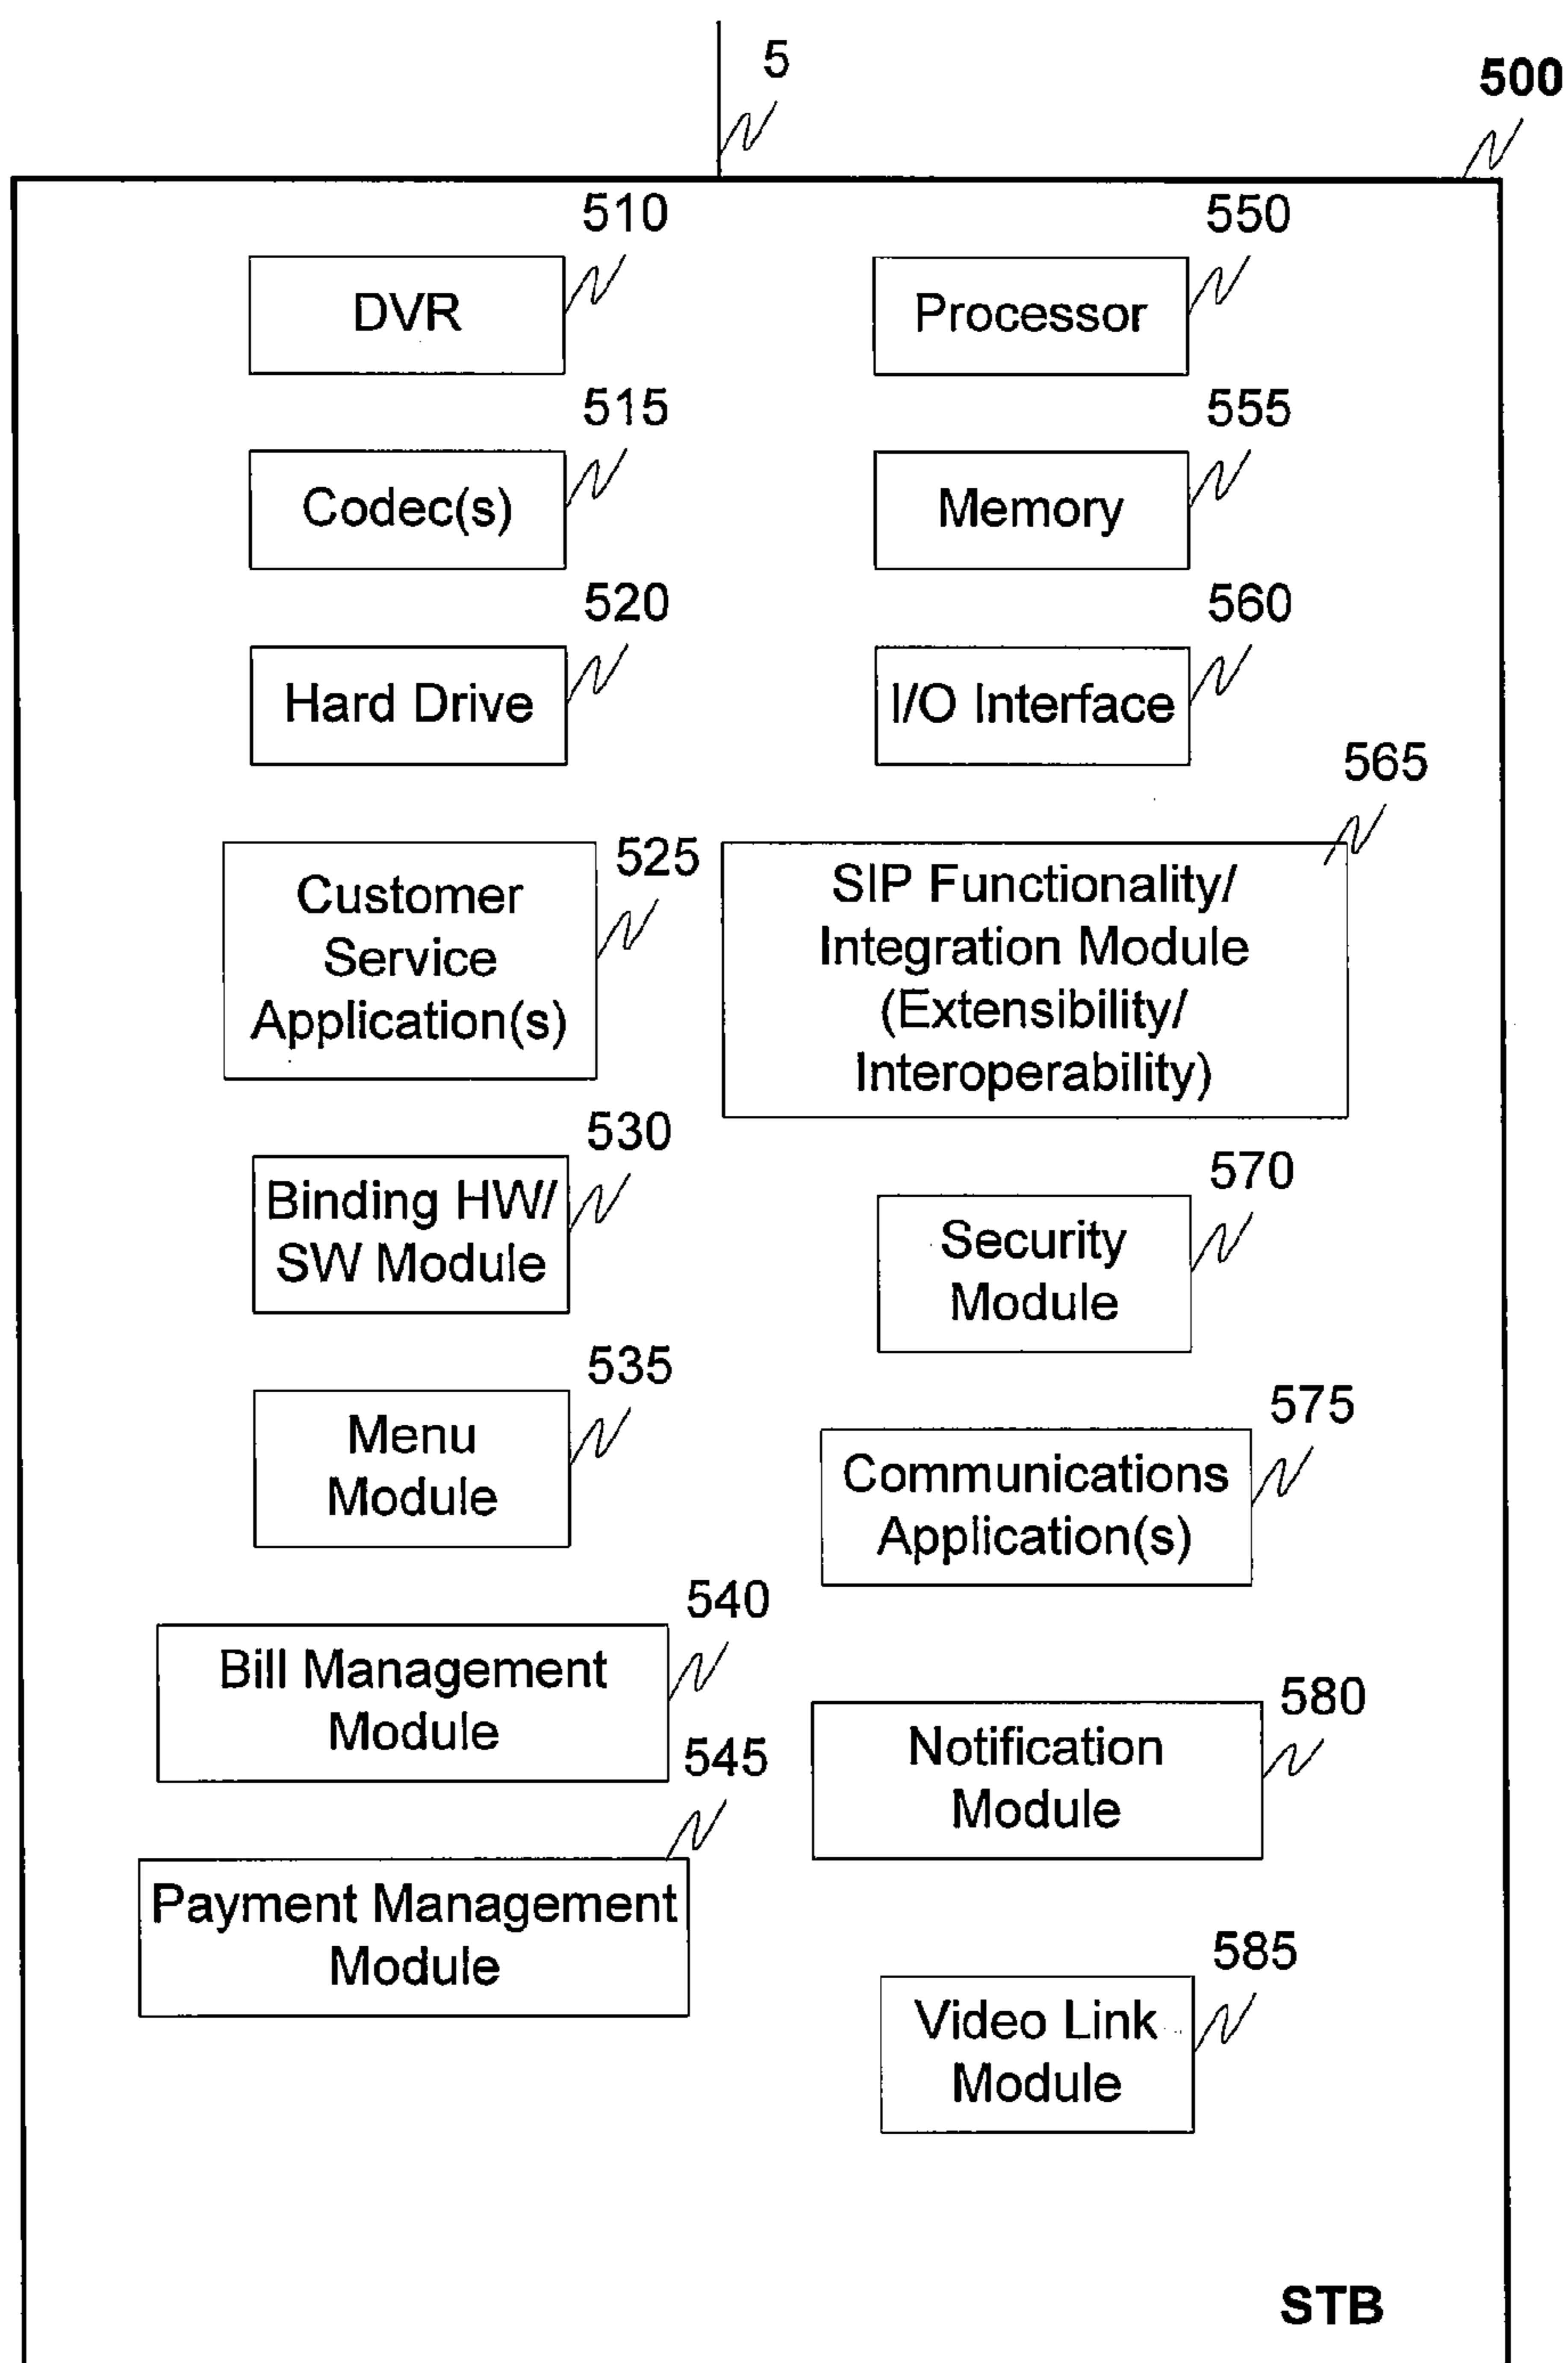 5
500
510
DVR
550
Processor
515
Codec(s)
555
Memory
520
Hard Drive
560
I/O Interface
525
Customer
Service
Application(s)
565
SIP Functionality/
Integration Module
(Extensibility/
Interoperability)
530
Binding HW/
SW Module
570
Security
Module
535
Menu
Module
575
Communications
Application(s)
540
Bill Management
Module
580
Notification
Module
545
Payment Management
Module
585
Video Link
Module
STB